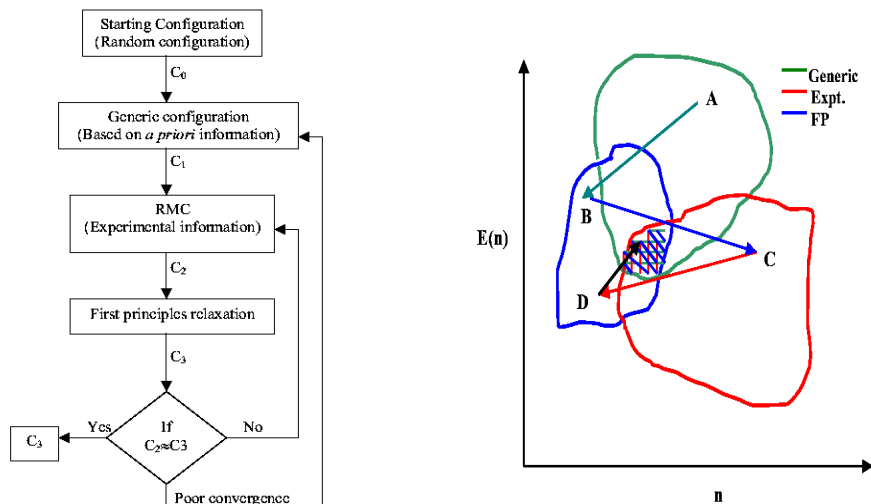 Starting Configuration
(Random configuration)
C0
Generic configuration
(Based on a priori information)
C1
RMC
(Experimental information)
C2
First principles relaxation
C3
If
C2≈C3
Yes
No
C3
Poor convergence
Generic
Expt.
FP
A
B
C
D
E(n)
n